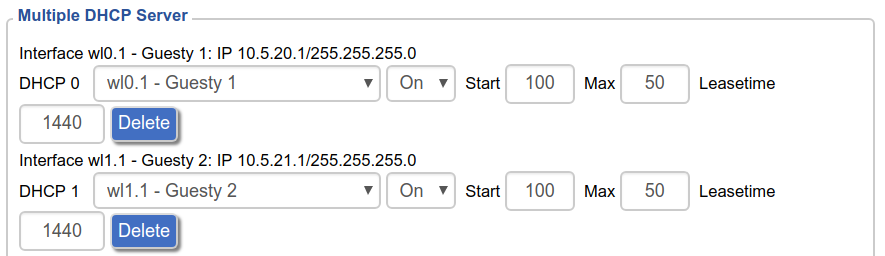 Multiple DHCP Server
Interface wl0.1 - Guesty 1: IP 10.5.20.1/255.255.255.0
DHCP 0 wl0.1 - Guesty 1 On Start 100 Max 50 Leasetime
1440 Delete
Interface wl1.1 - Guesty 2: IP 10.5.21.1/255.255.255.0
DHCP 1 wl1.1 - Guesty 2 On Start 100 Max 50 Leasetime
1440 Delete